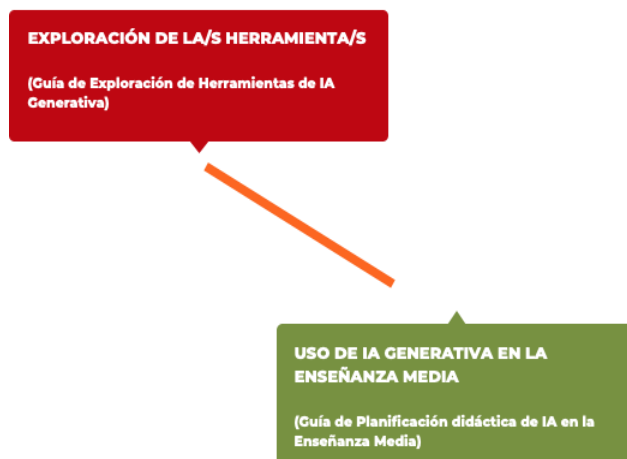 EXPLORACIÓN DE LA/S HERRAMIENTA/S
(Guía de Exploración de Herramientas de IA
Generativa)
USO DE IA GENERATIVA EN LA
ENSEÑANZA MEDIA
(Guía de Planificación didáctica de IA en la
Enseñanza Media)